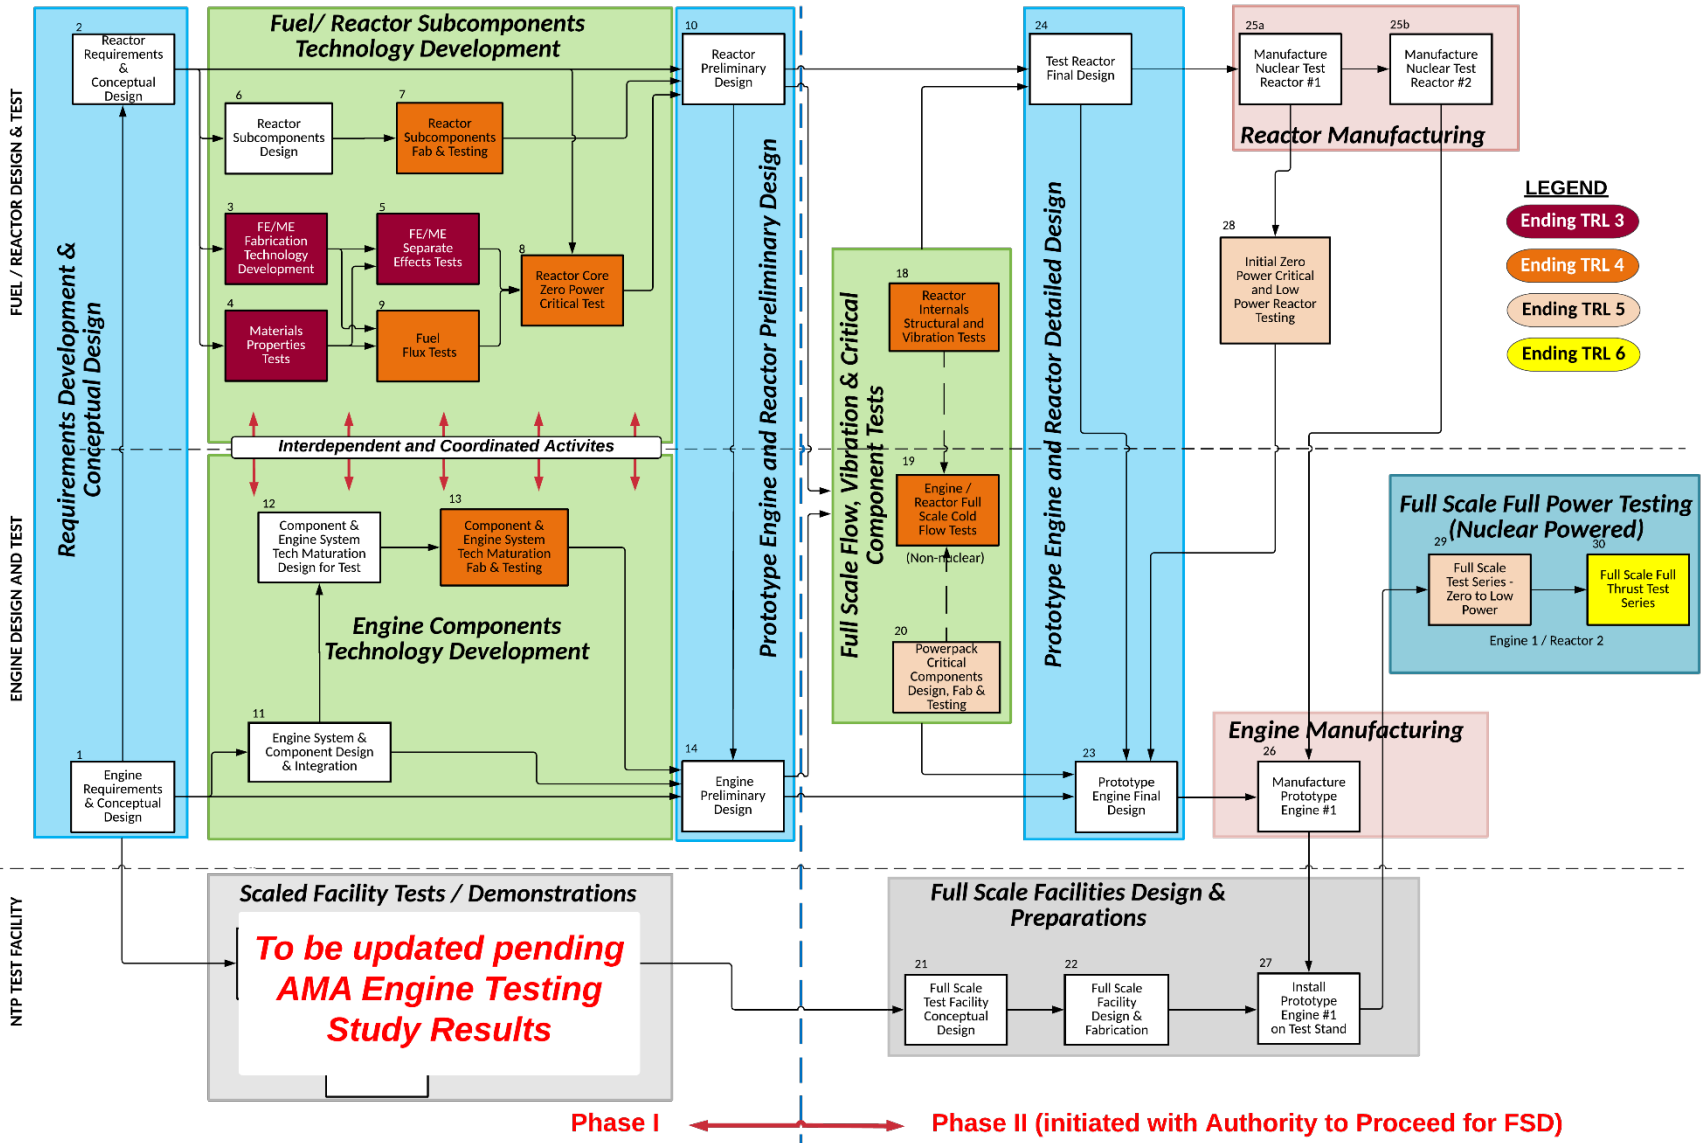 FUEL / REACTOR DESIGN & TEST
ENGINE DESIGN AND TEST
NTP TEST FACILITY
Requirements Development &
Conceptual Design
2
Reactor
Requirements
&
Conceptual
Design
1
Engine
Requirements
& Conceptual
Design
Fuel/ Reactor Subcomponents
Technology Development
6
Reactor
Subcomponents
Design
7
Reactor
Subcomponents
Fab & Testing
3
FE/ME
Fabrication
Technology
Development
5
FE/ME
Separate
Effects Tests
4
Materials
Properties
Tests
9
Fuel
Flux Tests
8
Reactor Core
Zero Power
Critical Test
Interdependent and Coordinated Activites
12
Component &
Engine System
Tech Maturation
Design for Test
13
Component &
Engine System
Tech Maturation
Fab & Testing
Engine Components
Technology Development
11
Engine System &
Component Design
& Integration
Scaled Facility Tests / Demonstrations
To be updated pending
AMA Engine Testing
Study Results
10
Reactor
Preliminary
Design
Prototype Engine and Reactor Preliminary Design
14
Engine
Preliminary
Design
Full Scale Flow, Vibration & Critical
Component Tests
18
Reactor
Internals
Structural and
Vibration Tests
19
Engine /
Reactor Full
Scale Cold
Flow Tests
(Non-nuclear)
20
Powerpack
Critical
Components
Design, Fab &
Testing
24
Test Reactor
Final Design
Prototype Engine and Reactor Detailed Design
23
Prototype
Engine Final
Design
25a
Manufacture
Nuclear Test
Reactor #1
25b
Manufacture
Nuclear Test
Reactor #2
Reactor Manufacturing
28
Initial Zero
Power Critical
and Low
Power Reactor
Testing
LEGEND
Ending TRL 3
Ending TRL 4
Ending TRL 5
Ending TRL 6
Full Scale Full Power Testing
(Nuclear Powered)
29
Full Scale
Test Series -
Zero to Low
Power
30
Full Scale Full
Thrust Test
Series
Engine 1 / Reactor 2
Engine Manufacturing
26
Manufacture
Prototype
Engine #1
Full Scale Facilities Design &
Preparations
21
Full Scale
Test Facility
Conceptual
Design
22
Full Scale
Facility
Design &
Fabrication
27
Install
Prototype
Engine #1
on Test Stand
Phase I
Phase II (initiated with Authority to Proceed for FSD)